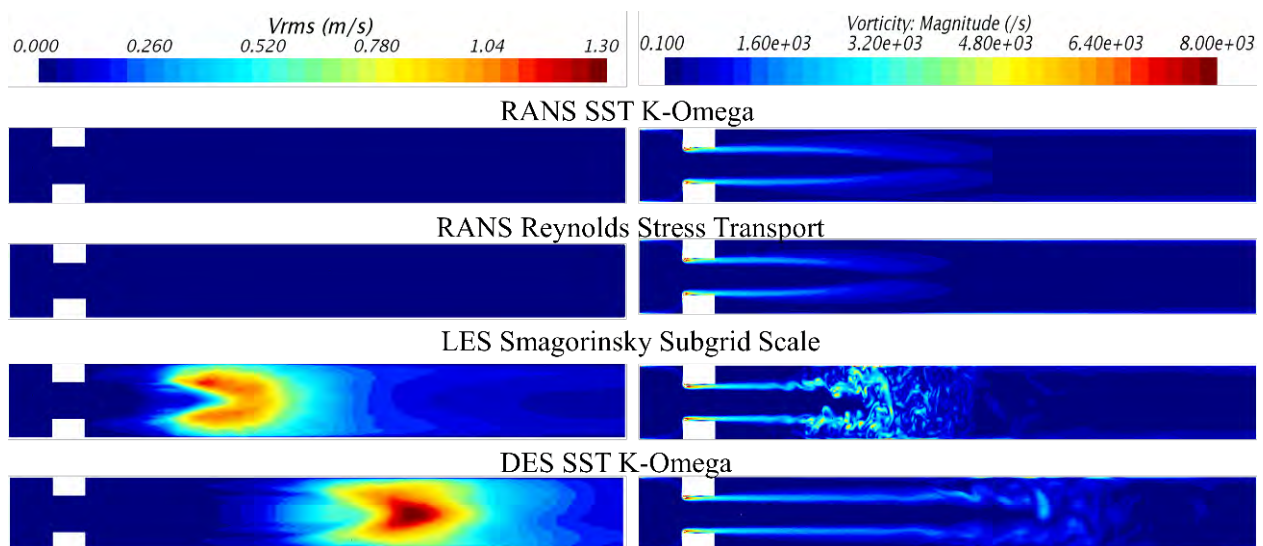 Vrms (m/s)
0.000 0.260 0.520 0.780 1.04 1.30
Vorticity: Magnitude (/s)
0.100 1.60e+03 3.20e+03 4.80e+03 6.40e+03 8.00e+03
RANS SST K-Omega
RANS Reynolds Stress Transport
LES Smagorinsky Subgrid Scale
DES SST K-Omega